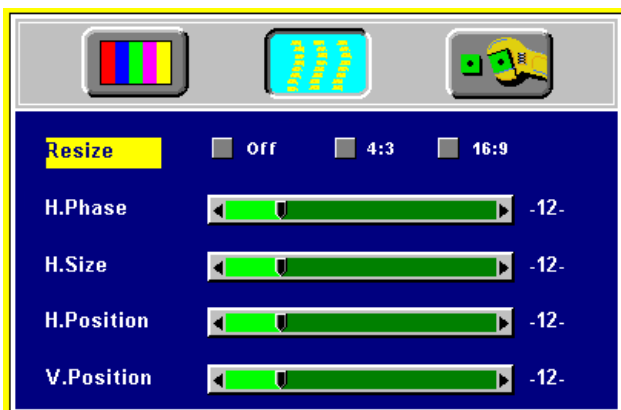 Resize Off 4:3 16:9
H.Phase -12-
H.Size -12-
H.Position -12-
V.Position -12-